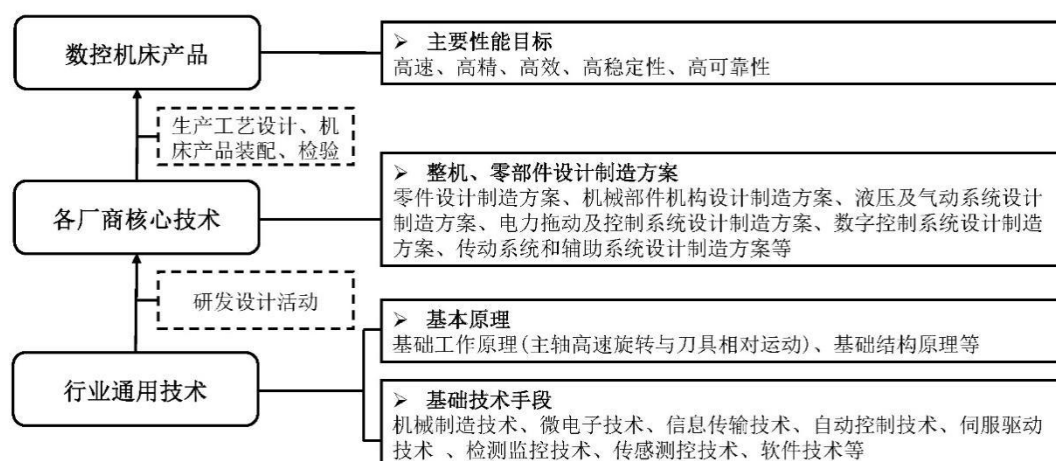 数控机床产品
➢ 主要性能目标
高速、高精、高效、高稳定性、高可靠性
生产工艺设计、机
床产品装配、检验
各厂商核心技术
➢ 整机、零部件设计制造方案
零件设计制造方案、机械部件机构设计制造方案、液压及气动系统设计
制造方案、电力拖动及控制系统设计制造方案、数字控制系统设计制造
方案、传动系统和辅助系统设计制造方案等
研发设计活动
行业通用技术
➢ 基本原理
基础工作原理(主轴高速旋转与刀具相对运动)、基础结构原理等
➢ 基础技术手段
机械制造技术、微电子技术、信息传输技术、自动控制技术、伺服驱动
技术 、检测监控技术、传感测控技术、软件技术等